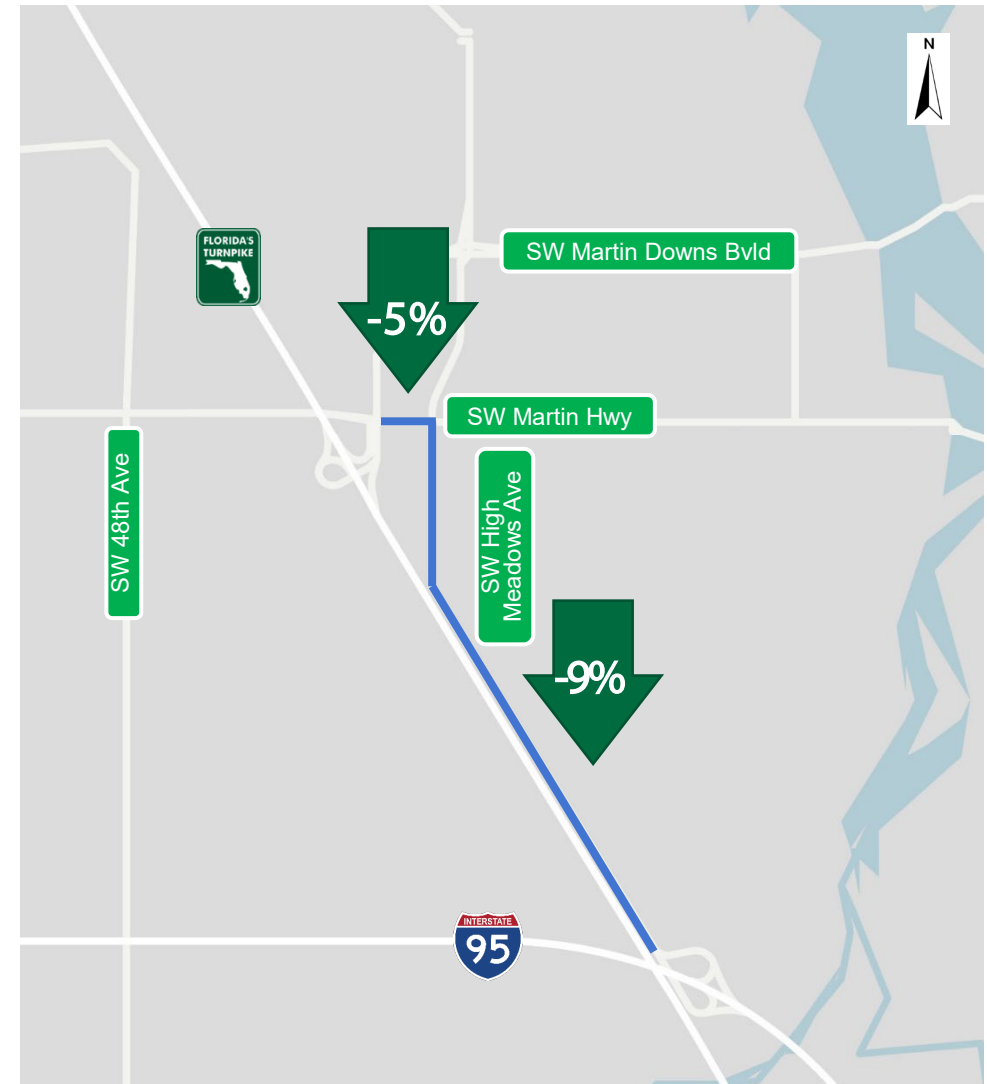 N
FLORIDA'S
TURNPIKE
SW Martin Downs Bvld
-5%
SW Martin Hwy
SW 48th Ave
SW High
Meadows Ave
-9%
INTERSTATE
95